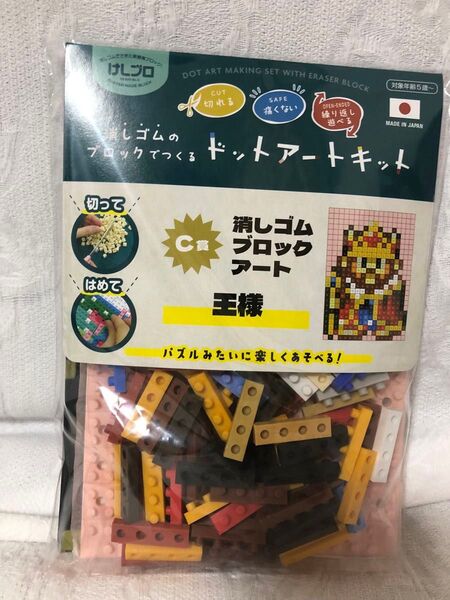 けしブロ
DOT ART MAKING SET WITH ERASER BLOCK
対象年齢5歳〜
CUT
切れる
SAFE
痛くない
OPEN-ENDED
繰り返し
遊べる
MADE IN JAPAN
消しゴムの
ブロックでつくる
ドットアートキット
切って
はめて
C賞
消しゴム
ブロック
アート
王様
パズルみたいに楽しくあそべる!